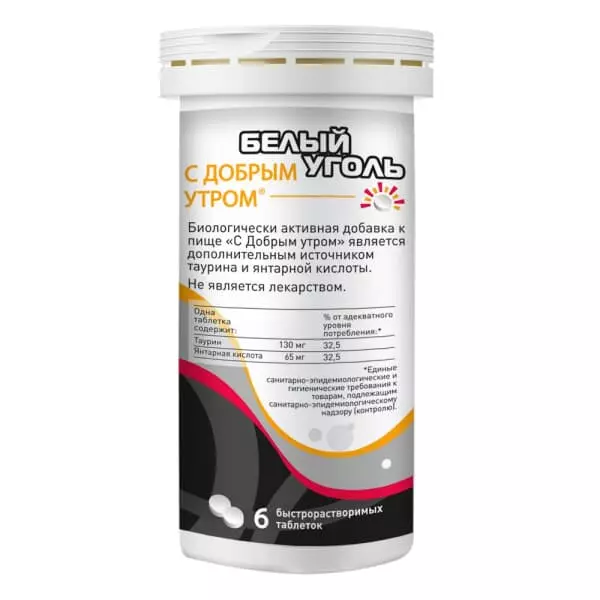 БЕЛЫЙ
УГОЛЬ
С ДОБРЫМ
УТРОМ®
Биологически активная добавка к
пище «С Добрым утром» является
дополнительным источником
таурина и янтарной кислоты.
Не является лекарством.
Одна таблетка содержит: % от адекватного уровня потребления:*
Таурин 130 мг 32,5
Янтарная кислота 65 мг 32,5
*Единые
санитарно-эпидемиологические и
гигиенические требования к
товарам, подлежащим
санитарно-эпидемиологическому
надзору (контролю).
6 быстрорастворимых
таблеток